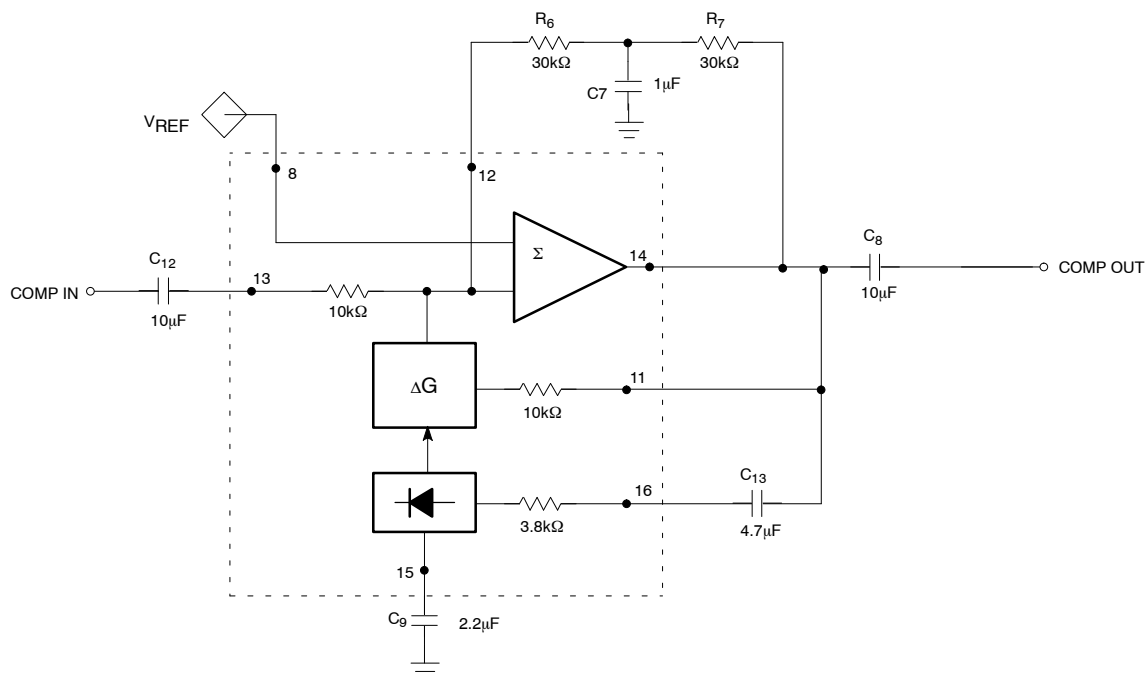 R6
R7
30kΩ
30kΩ
C7
1µF
VREF
8
12
C12
13
Σ
14
C8
COMP IN
COMP OUT
10µF
10kΩ
10µF
ΔG
11
10kΩ
C13
16
3.8kΩ
4.7µF
15
C9
2.2µF